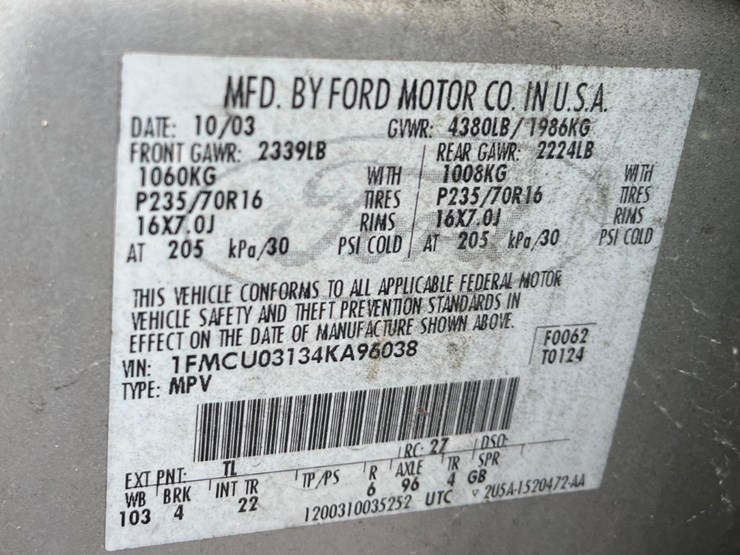 MFD. BY FORD MOTOR CO. IN U.S.A.
DATE: 10/03 GVWR: 4380LB/1986KG
FRONT GAWR: 2339LB REAR GAWR: 2224LB
1060KG WITH 1008KG WITH
P235/70R16 TIRES P235/70R16 TIRES
16X7.0J RIMS 16X7.0J RIMS
AT 205 kPa/30 PSI COLD AT 205 kPa/30 PSI COLD
THIS VEHICLE CONFORMS TO ALL APPLICABLE FEDERAL MOTOR
VEHICLE SAFETY AND THEFT PREVENTION STANDARDS IN
EFFECT ON THE DATE OF MANUFACTURE SHOWN ABOVE.
VIN: 1FMCU03134KA96038
TYPE: MPV
F0062
T0124
EXT PNT: TL RC: 27 DSO:
WB BRK INT TR TP/PS R AXLE TR SPR
103 4 22 6 96 4 GB
1200310035252 UTC ▽ 2U5A-1520472-AA